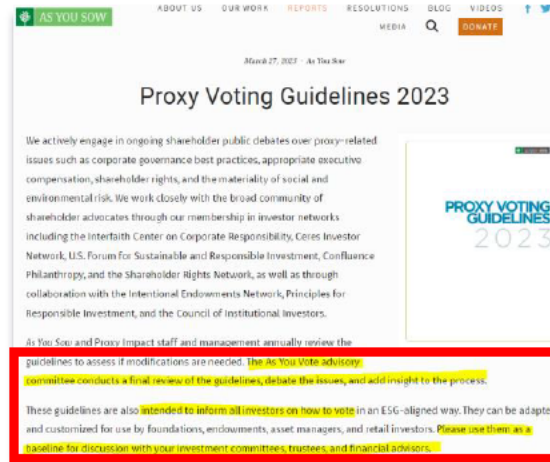 AS YOU SOW
ABOUT US OUR WORK REPORTS RESOLUTIONS BLOG VIDEOS
MEDIA DONATE
March 27, 2023 - As You Sow
Proxy Voting Guidelines 2023
We actively engage in ongoing shareholder public debates over proxy-related
issues such as corporate governance best practices, appropriate executive
compensation, shareholder rights, and the materiality of social and
environmental risk. We work closely with the broad community of
shareholder advocates through our membership in investor networks
including the Interfaith Center on Corporate Responsibility, Ceres Investor
Network, U.S. Forum for Sustainable and Responsible Investment, Confluence
Philanthropy, and the Shareholder Rights Network, as well as through
collaboration with the Intentional Endowments Network, Principles for
Responsible Investment, and the Council of Institutional Investors.
PROXY VOTING
GUIDELINES
2023
As You Sow and Proxy Impact staff and management annually review the
guidelines to assess if modifications are needed. The As You Vote advisory
committee conducts a final review of the guidelines, debate the issues, and add insight to the process.
These guidelines are also intended to inform all investors on how to vote in an ESG-aligned way. They can be adapte
and customized for use by foundations, endowments, asset managers, and retail investors. Please use them as a
baseline for discussion with your investment committees, trustees, and financial advisors.